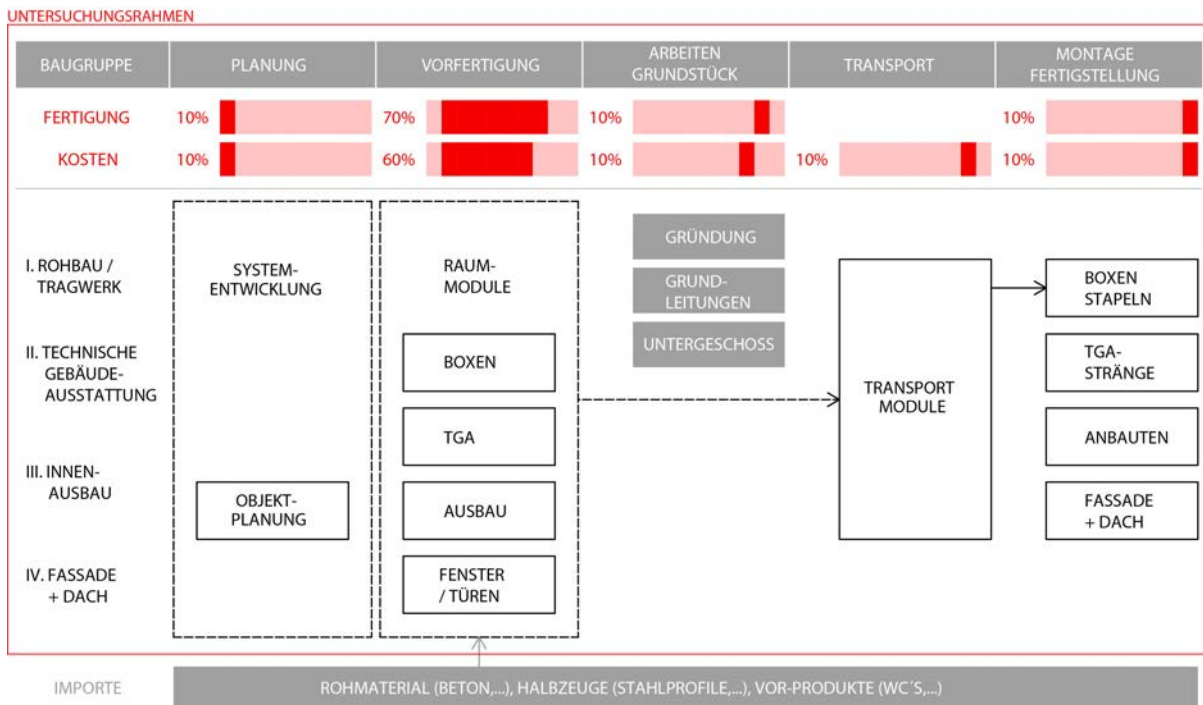 UNTERSUCHUNGSRAHMEN
BAUGRUPPE
PLANUNG
VORFERTIGUNG
ARBEITEN
GRUNDSTÜCK
TRANSPORT
MONTAGE
FERTIGSTELLUNG
FERTIGUNG
10%
70%
10%
10%
KOSTEN
10%
60%
10%
10%
10%
I. ROHBAU /
TRAGWERK
II. TECHNISCHE
GEBÄUDE-
AUSSTATTUNG
III. INNEN-
AUSBAU
IV. FASSADE
+ DACH
SYSTEM-
ENTWICKLUNG
OBJEKT-
PLANUNG
RAUM-
MODULE
BOXEN
TGA
AUSBAU
FENSTER
/ TÜREN
GRÜNDUNG
GRUND-
LEITUNGEN
UNTERGESCHOSS
TRANSPORT
MODULE
BOXEN
STAPELN
TGA-
STRÄNGE
ANBAUTEN
FASSADE
+ DACH
IMPORTE
ROHMATERIAL (BETON,...), HALBZEUGE (STAHLPROFILE,...), VOR-PRODUKTE (WC´S,...)